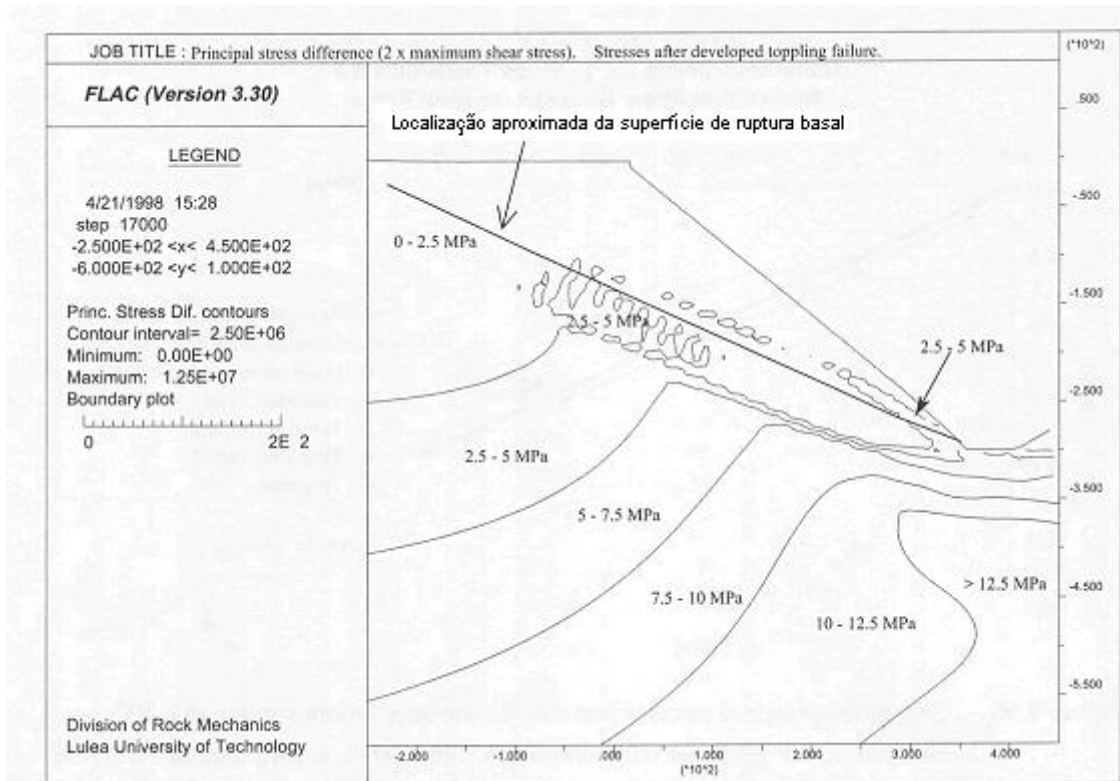 JOB TITLE : Principal stress difference (2 x maximum shear stress). Stresses after developed toppling failure.
(*10^2)
FLAC (Version 3.30)
LEGEND
4/21/1998 15:28
step 17000
-2.500E+02 <x< 4.500E+02
-6.000E+02 <y< 1.000E+02
Princ. Stress Dif. contours
Contour interval= 2.50E+06
Minimum: 0.00E+00
Maximum: 1.25E+07
Boundary plot
0 2E 2
Division of Rock Mechanics
Lulea University of Technology
Localização aproximada da superfície de ruptura basal
0 - 2.5 MPa
2.5 - 5 MPa
2.5 - 5 MPa
2.5 - 5 MPa
5 - 7.5 MPa
7.5 - 10 MPa
10 - 12.5 MPa
> 12.5 MPa
.500
-.500
-1.500
-2.500
-3.500
-4.500
-5.500
-2.000 -1.000 .000 1.000 2.000 3.000 4.000
(*10^2)